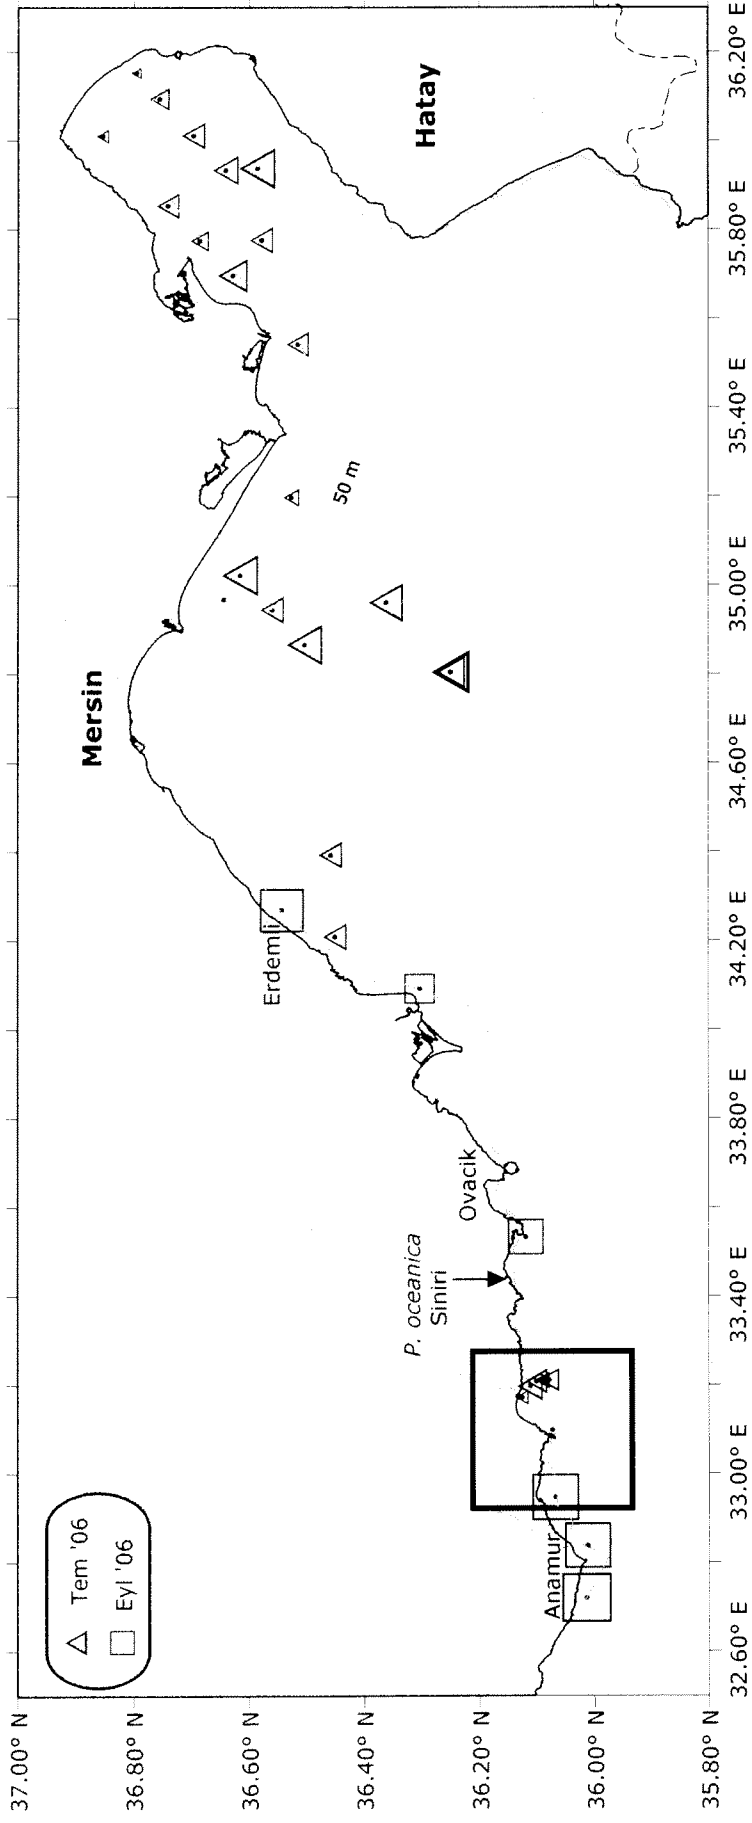 Tem '06
Eyl '06
Mersin
Hatay
50 m
Erdemli
Ovacik
P. oceanica
Siniri
Anamur
37.00° N
36.80° N
36.60° N
36.40° N
36.20° N
36.00° N
35.80° N
32.60° E
33.00° E
33.40° E
33.80° E
34.20° E
34.60° E
35.00° E
35.40° E
35.80° E
36.20° E